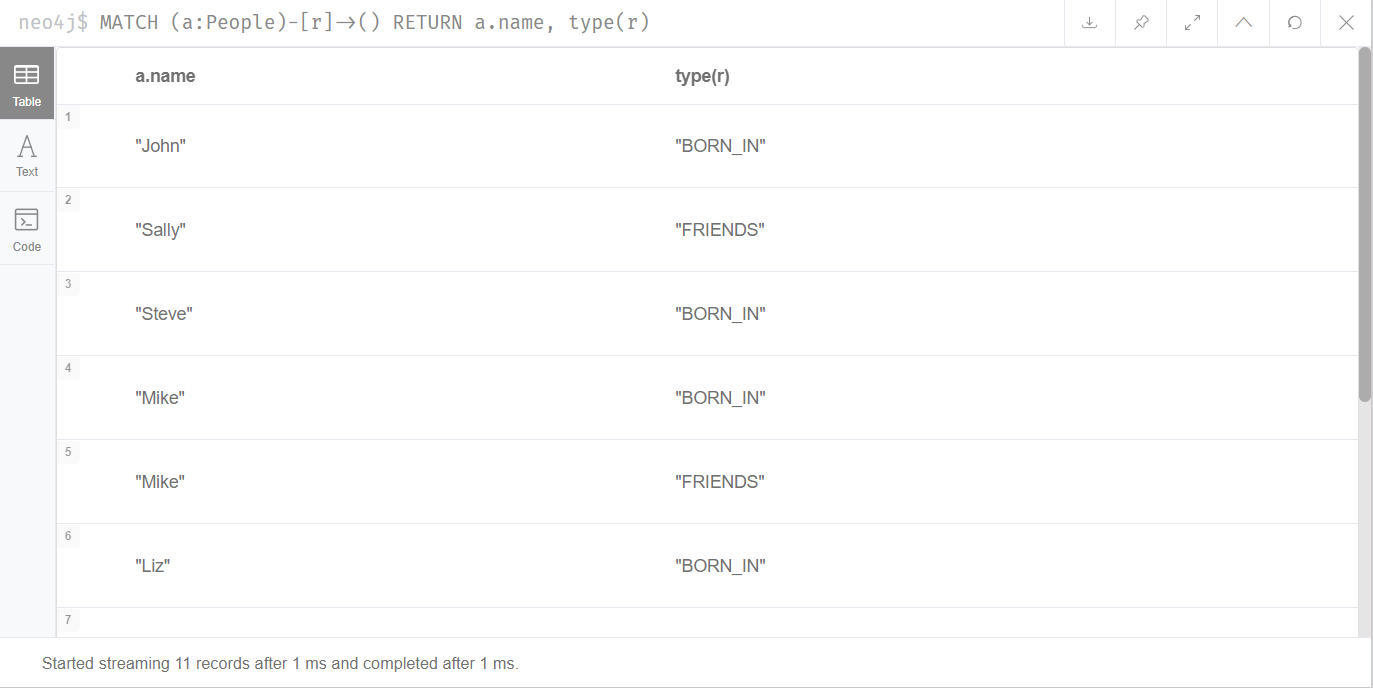 neo4j$ MATCH (a:People)-[r]→() RETURN a.name, type(r)
Table
Text
Code
a.name type(r)
1
"John" "BORN_IN"
2
"Sally" "FRIENDS"
3
"Steve" "BORN_IN"
4
"Mike" "BORN_IN"
5
"Mike" "FRIENDS"
6
"Liz" "BORN_IN"
7
Started streaming 11 records after 1 ms and completed after 1 ms.